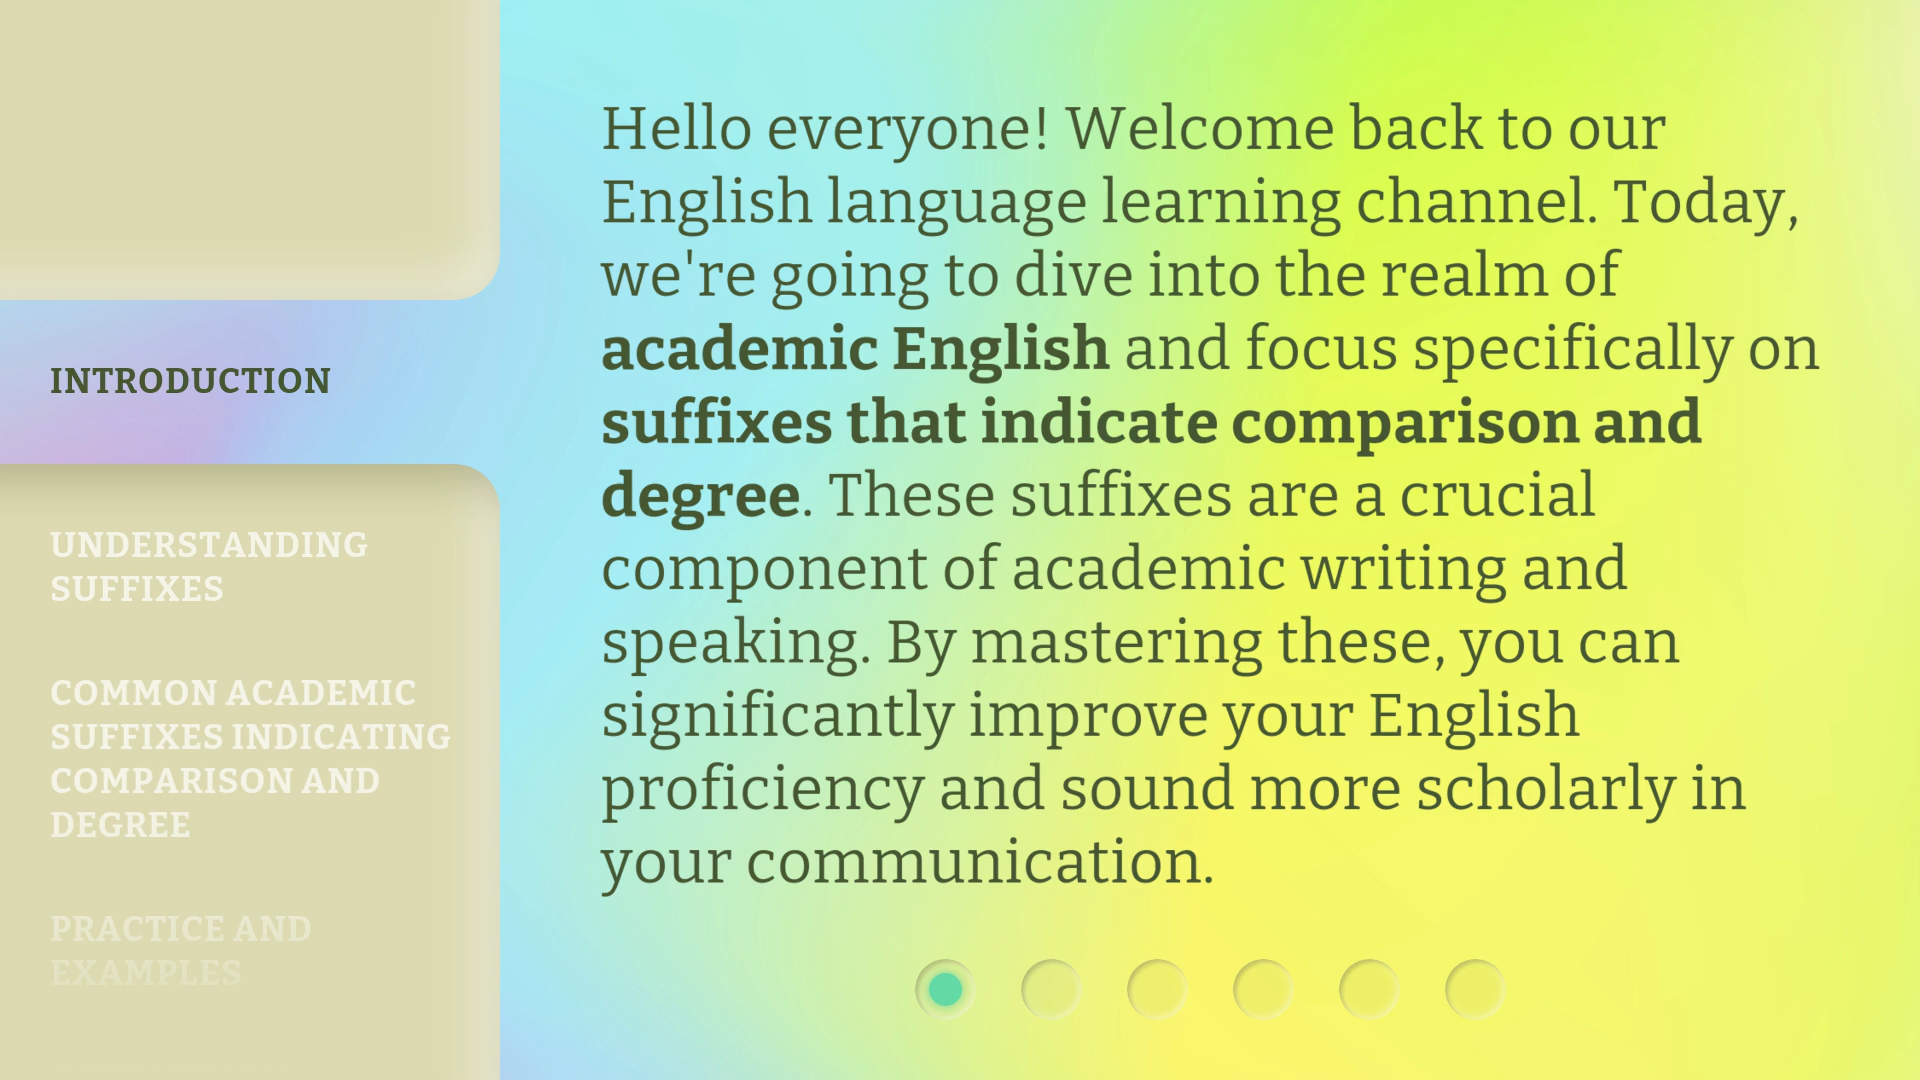 INTRODUCTION
UNDERSTANDING
SUFFIXES
COMMON ACADEMIC
SUFFIXES INDICATING
COMPARISON AND
DEGREE
PRACTICE AND
EXAMPLES
Hello everyone! Welcome back to our
English language learning channel. Today,
we're going to dive into the realm of
academic English and focus specifically on
suffixes that indicate comparison and
degree. These suffixes are a crucial
component of academic writing and
speaking. By mastering these, you can
significantly improve your English
proficiency and sound more scholarly in
your communication.